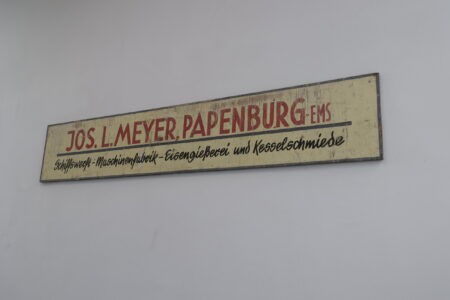 JOS. L. MEYER, PAPENBURG-EMS
Schiffswerft-Maschinenfabrik-Eisengießerei und Kesselschmiede